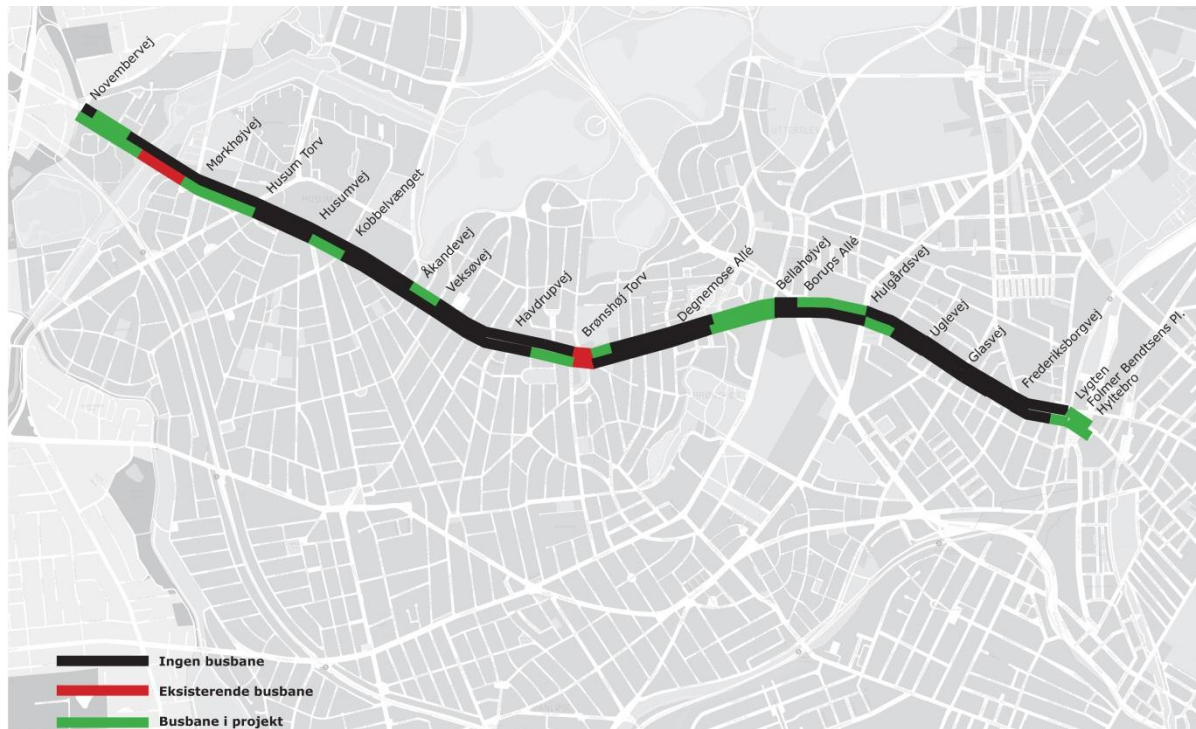 Novembervej
Mørkhøjvej
Husum Torv
Husumvej
Kobbelvænget
Åkandevej
Veksøvej
Havdrupvej
Brønshøj Torv
Degnemose Allé
Bellahøjvej
Borups Allé
Hulgårdsvej
Uglevej
Glasvej
Frederiksborgvej
Lygten
Folmer Bendtsens Pl.
Hyltebro
Ingen busbane
Eksisterende busbane
Busbane i projekt